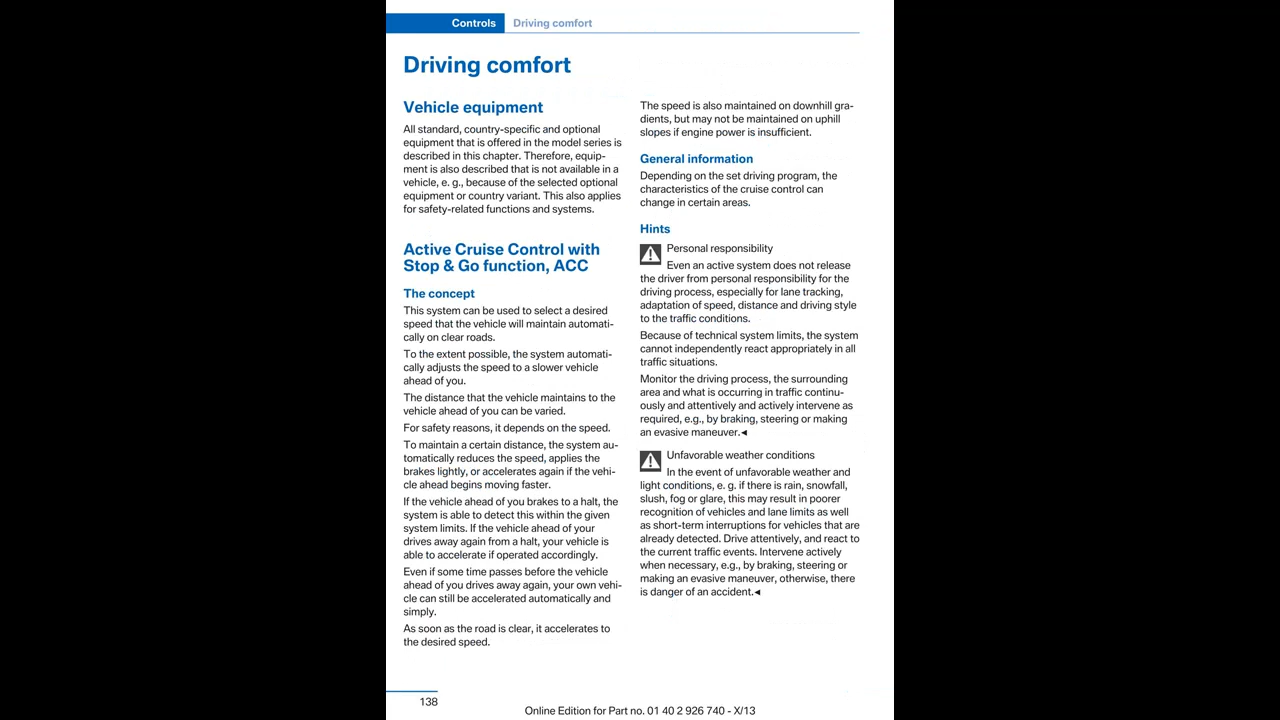 Controls Driving comfort
Driving comfort
Vehicle equipment
All standard, country-specific and optional
equipment that is offered in the model series is
described in this chapter. Therefore, equip-
ment is also described that is not available in a
vehicle, e. g., because of the selected optional
equipment or country variant. This also applies
for safety-related functions and systems.
Active Cruise Control with
Stop & Go function, ACC
The concept
This system can be used to select a desired
speed that the vehicle will maintain automati-
cally on clear roads.
To the extent possible, the system automati-
cally adjusts the speed to a slower vehicle
ahead of you.
The distance that the vehicle maintains to the
vehicle ahead of you can be varied.
For safety reasons, it depends on the speed.
To maintain a certain distance, the system au-
tomatically reduces the speed, applies the
brakes lightly, or accelerates again if the vehi-
cle ahead begins moving faster.
If the vehicle ahead of you brakes to a halt, the
system is able to detect this within the given
system limits. If the vehicle ahead of your
drives away again from a halt, your vehicle is
able to accelerate if operated accordingly.
Even if some time passes before the vehicle
ahead of you drives away again, your own vehi-
cle can still be accelerated automatically and
simply.
As soon as the road is clear, it accelerates to
the desired speed.
The speed is also maintained on downhill gra-
dients, but may not be maintained on uphill
slopes if engine power is insufficient.
General information
Depending on the set driving program, the
characteristics of the cruise control can
change in certain areas.
Hints
Personal responsibility
Even an active system does not release
the driver from personal responsibility for the
driving process, especially for lane tracking,
adaptation of speed, distance and driving style
to the traffic conditions.
Because of technical system limits, the system
cannot independently react appropriately in all
traffic situations.
Monitor the driving process, the surrounding
area and what is occurring in traffic continu-
ously and attentively and actively intervene as
required, e.g., by braking, steering or making
an evasive maneuver.◄
Unfavorable weather conditions
In the event of unfavorable weather and
light conditions, e. g. if there is rain, snowfall,
slush, fog or glare, this may result in poorer
recognition of vehicles and lane limits as well
as short-term interruptions for vehicles that are
already detected. Drive attentively, and react to
the current traffic events. Intervene actively
when necessary, e.g., by braking, steering or
making an evasive maneuver, otherwise, there
is danger of an accident.◄
138
Online Edition for Part no. 01 40 2 926 740 - X/13